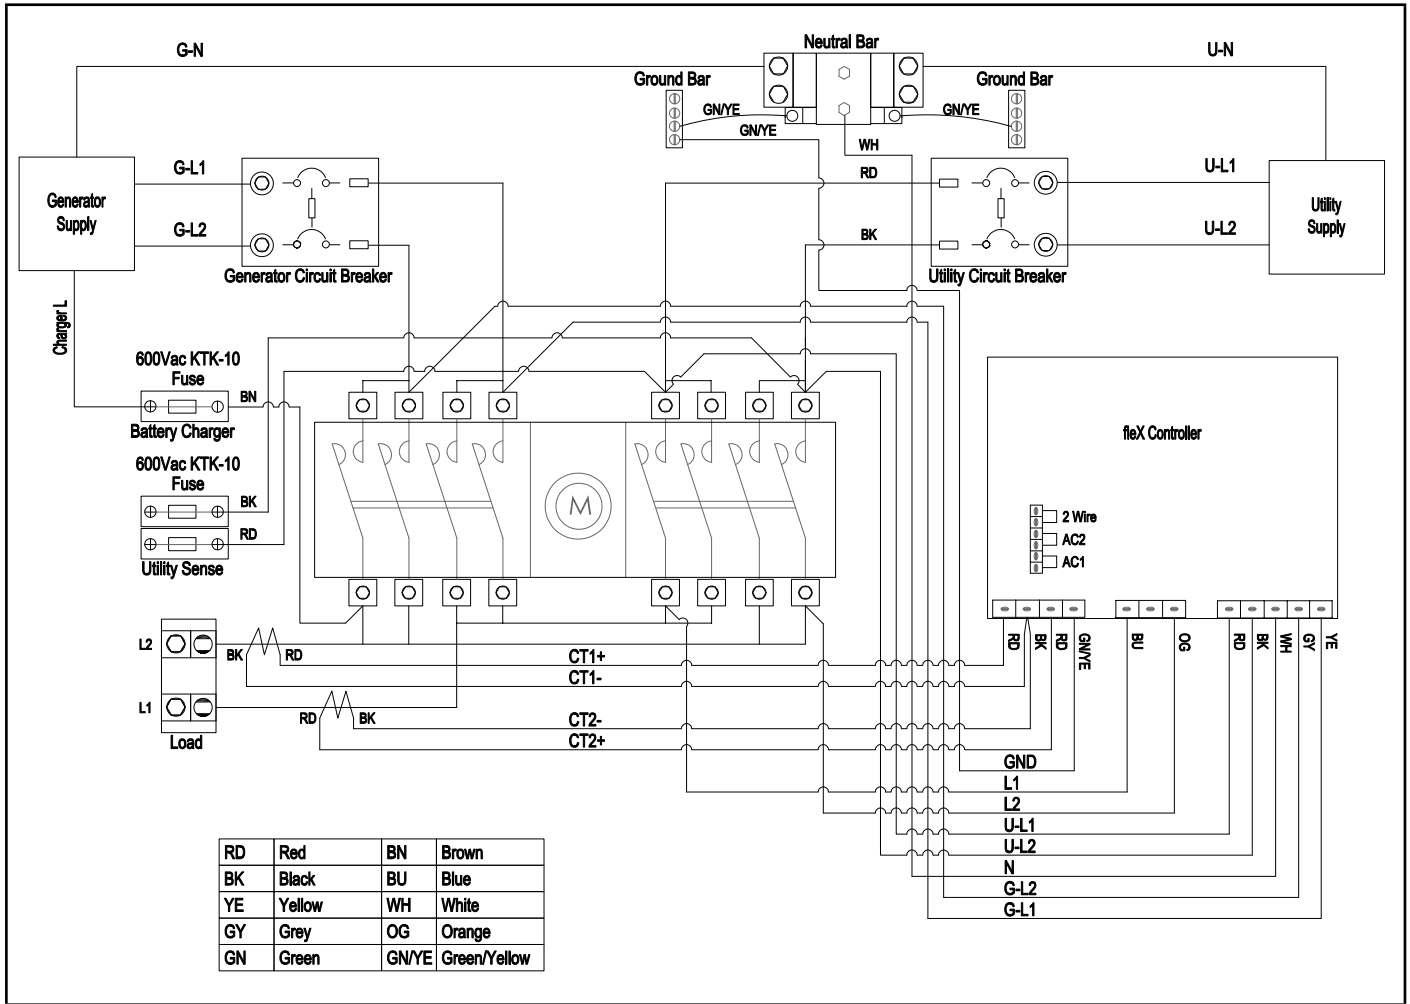 G-N
Neutral Bar
U-N
Ground Bar
Ground Bar
GN/YE
GN/YE
GN/YE
WH
G-L1
RD
U-L1
Generator
Supply
Utility
Supply
G-L2
BK
U-L2
Generator Circuit Breaker
Utility Circuit Breaker
Charger L
600Vac KTK-10
Fuse
BN
Battery Charger
600Vac KTK-10
Fuse
BK
RD
Utility Sense
M
fleX Controller
2 Wire
AC2
AC1
RD
BK
RD
GN/YE
BU
OG
RD
BK
WH
GY
YE
L2
BK
RD
CT1+
CT1-
L1
RD
BK
CT2-
CT2+
Load
GND
L1
L2
U-L1
U-L2
N
G-L2
G-L1
RD Red BN Brown
BK Black BU Blue
YE Yellow WH White
GY Grey OG Orange
GN Green GN/YE Green/Yellow